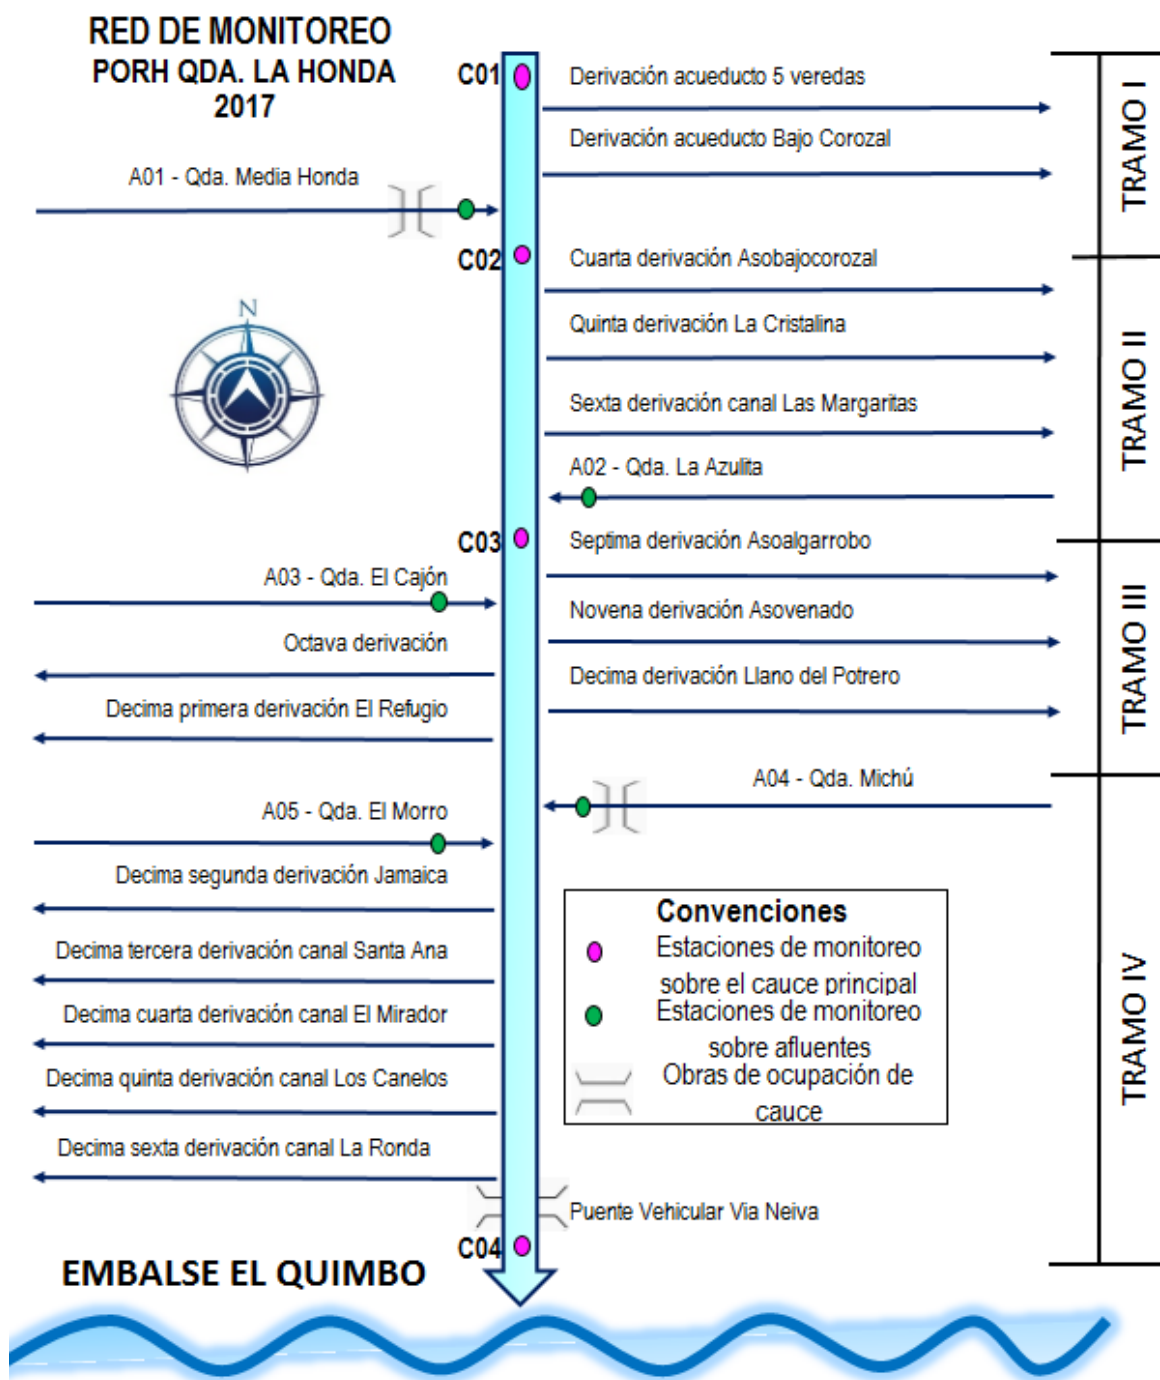 RED DE MONITOREO
PORH QDA. LA HONDA
2017
C01
Derivación acueducto 5 veredas
Derivación acueducto Bajo Corozal
A01 - Qda. Media Honda
TRAMO I
C02
Cuarta derivación Asobajocorozal
N
Quinta derivación La Cristalina
Sexta derivación canal Las Margaritas
A02 - Qda. La Azulita
TRAMO II
C03
Septima derivación Asoalgarrobo
A03 - Qda. El Cajón
Novena derivación Asovenado
Octava derivación
Decima derivación Llano del Potrero
Decima primera derivación El Refugio
TRAMO III
A04 - Qda. Michú
A05 - Qda. El Morro
Decima segunda derivación Jamaica
Decima tercera derivación canal Santa Ana
Decima cuarta derivación canal El Mirador
Decima quinta derivación canal Los Canelos
Decima sexta derivación canal La Ronda
Convenciones
Estaciones de monitoreo
sobre el cauce principal
Estaciones de monitoreo
sobre afluentes
Obras de ocupación de
cauce
TRAMO IV
Puente Vehicular Via Neiva
C04
EMBALSE EL QUIMBO